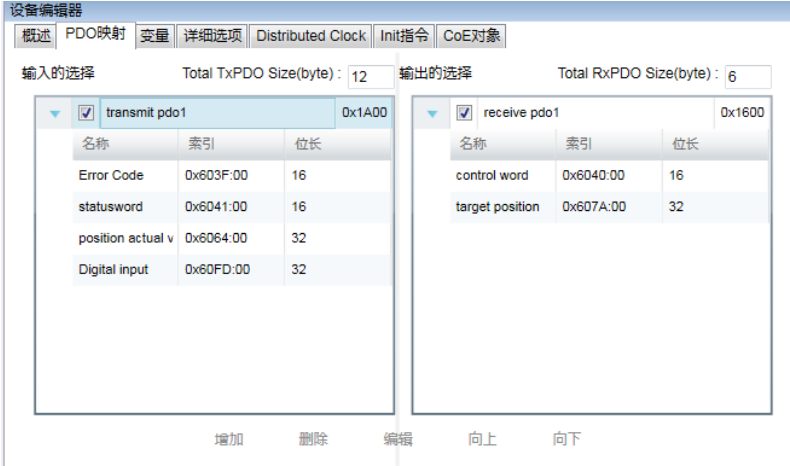 设备编辑器
概述 PDO映射 变量 详细选项 Distributed Clock Init指令 CoE对象
输入的选择 Total TxPDO Size(byte) : 12 输出的选择 Total RxPDO Size(byte) : 6
transmit pdo1 0x1A00 receive pdo1 0x1600
名称 索引 位长 名称 索引 位长
Error Code 0x603F:00 16 control word 0x6040:00 16
statusword 0x6041:00 16 target position 0x607A:00 32
position actual v 0x6064:00 32
Digital input 0x60FD:00 32
增加 删除 编辑 向上 向下